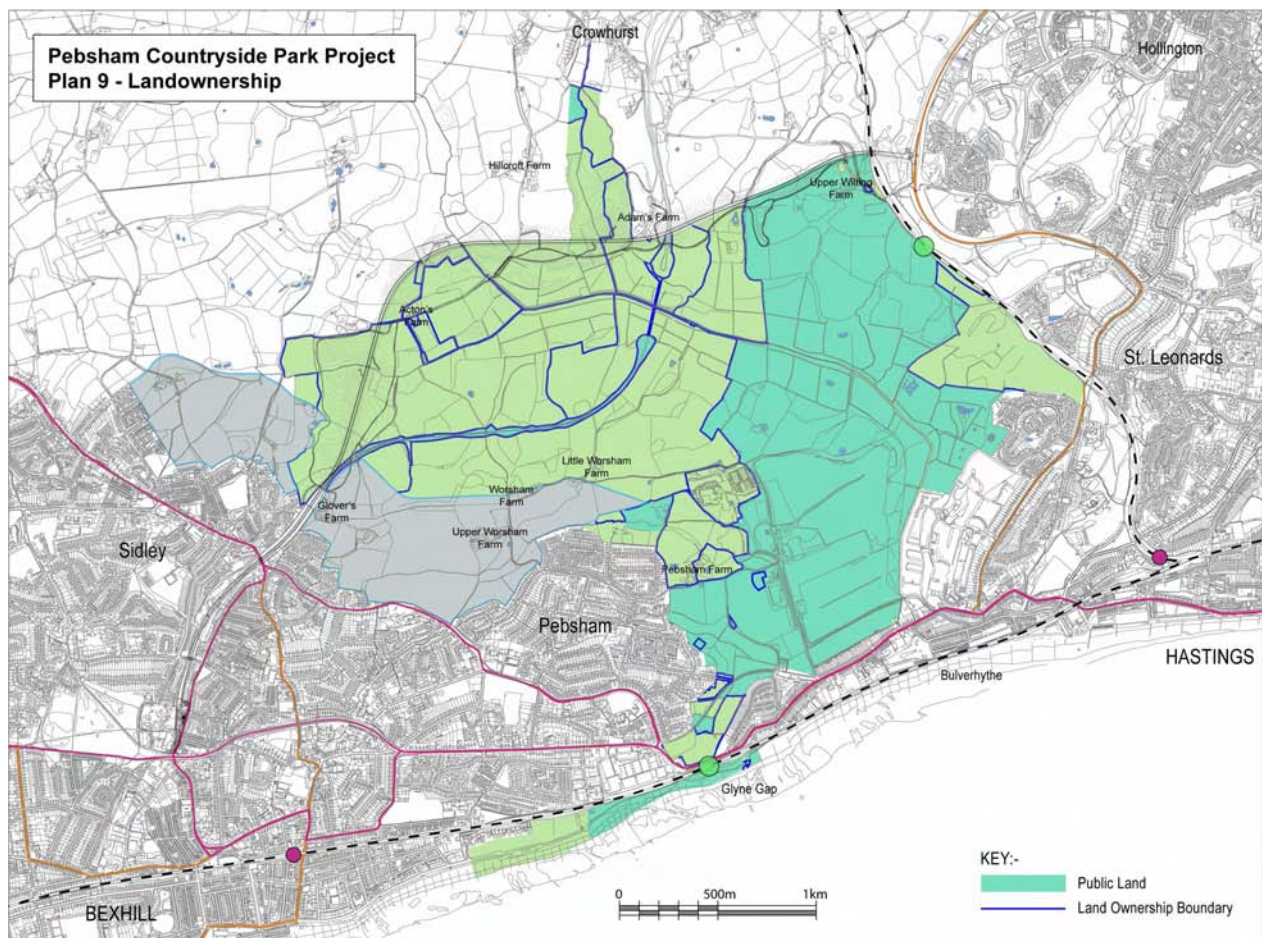 Pebsham Countryside Park Project
Plan 9 - Landownership
Crowhurst
Hollington
Hillcroft Farm
Upper Wilting
Farm
Adam's Farm
Acton's
Farm
St. Leonards
Little Worsham
Farm
Worsham
Farm
Glover's
Farm
Upper Worsham
Farm
Sidley
Pebsham Farm
Pebsham
HASTINGS
Bulverhythe
Glyne Gap
BEXHILL
0 500m 1km
KEY:-
Public Land
Land Ownership Boundary